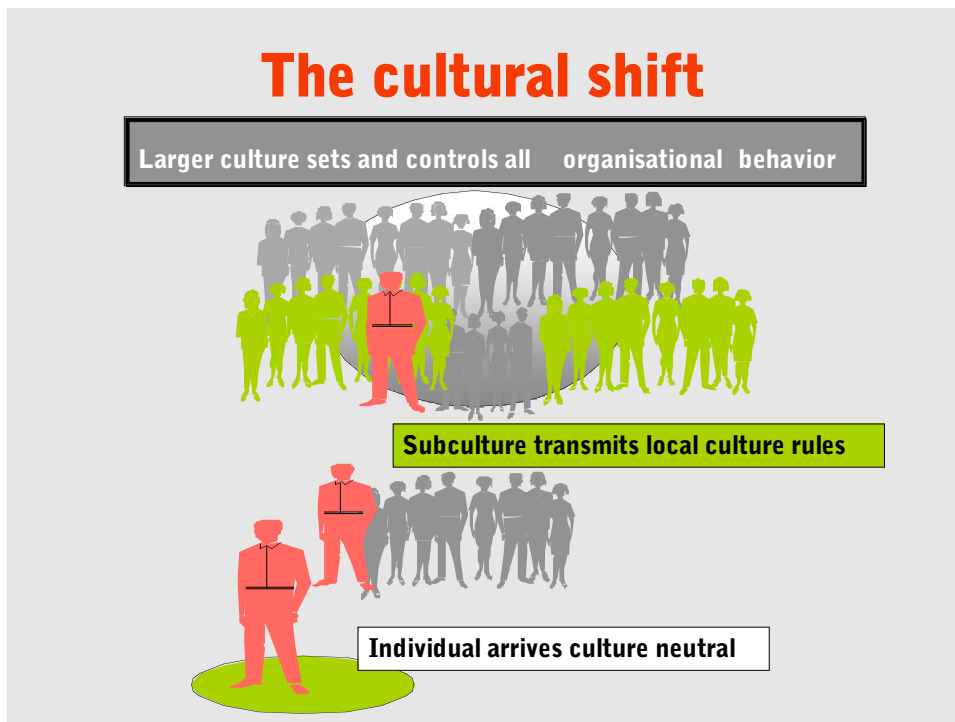 The cultural shift
Larger culture sets and controls all organisational behavior
Subculture transmits local culture rules
Individual arrives culture neutral